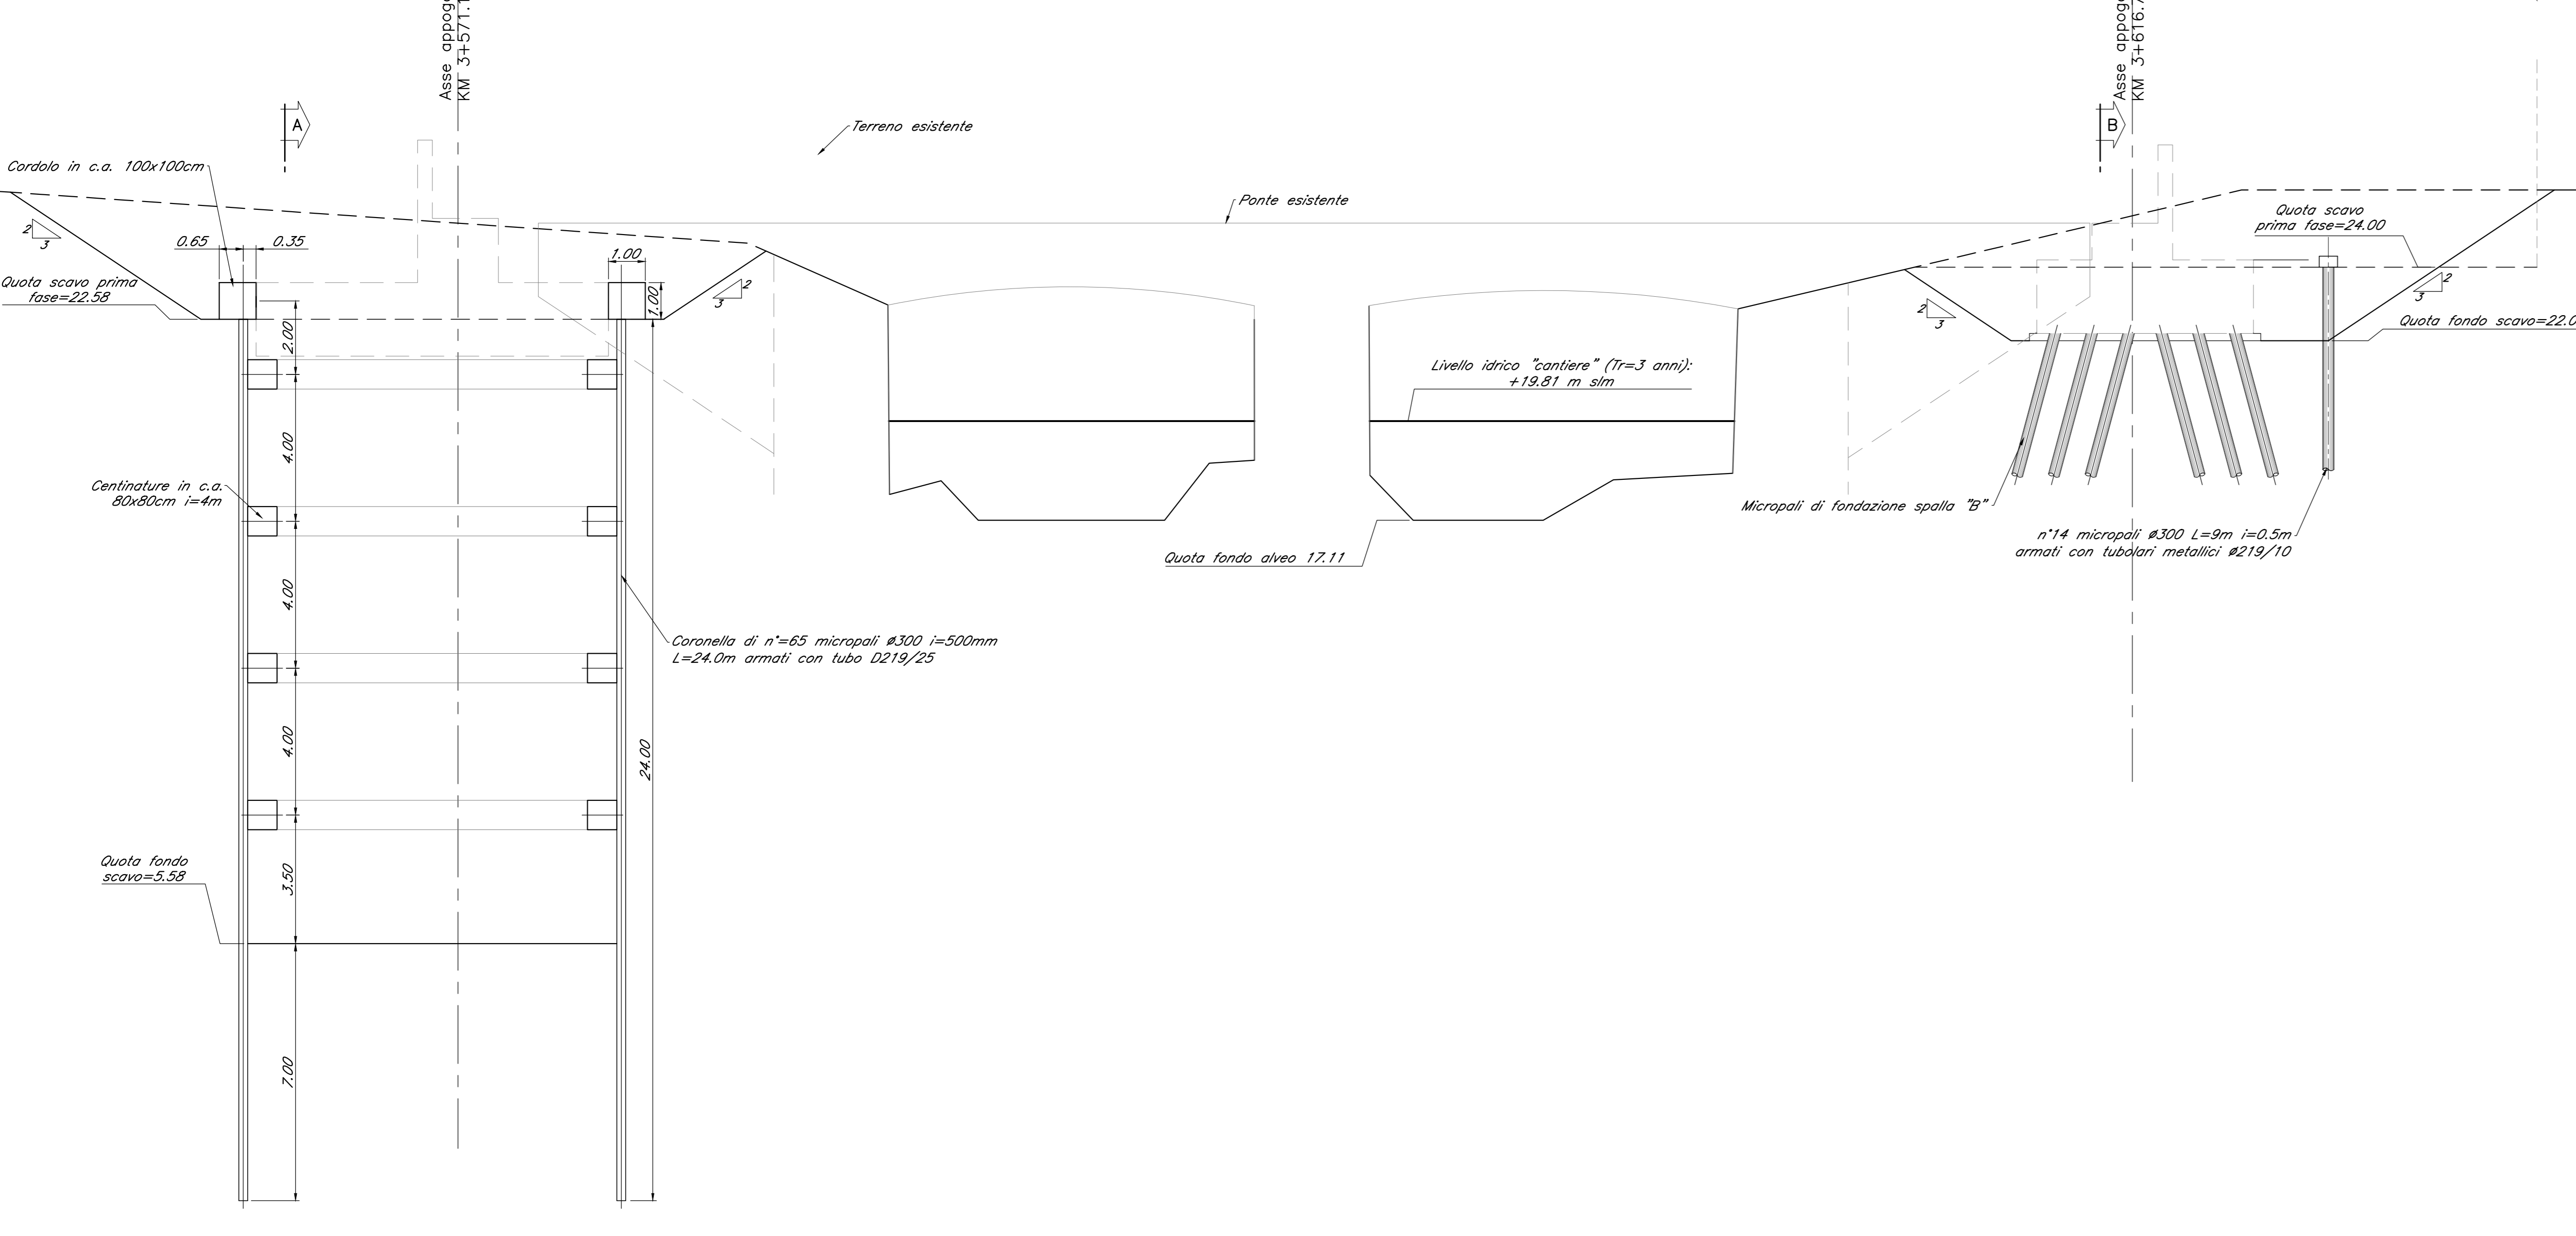 Asse appogg
KM 3+571.1
Asse appogg
KM 3+616.7
A
B
Terreno esistente
Cordolo in c.a. 100x100cm
Ponte esistente
Quota scavo
prima fase=24.00
2
3
0.65
0.35
1.00
1.00
2
3
Quota scavo prima
fase=22.58
2
3
2
3
Quota fondo scavo=22.0
2.00
Livello idrico "cantiere" (Tr=3 anni):
+19.81 m slm
4.00
Centinature in c.a.
80x80cm i=4m
Micropali di fondazione spalla "B"
n°14 micropali ø300 L=9m i=0.5m
armati con tubolari metallici ø219/10
Quota fondo alveo 17.11
4.00
Coronella di n°=65 micropali ø300 i=500mm
L=24.0m armati con tubo D219/25
4.00
24.00
Quota fondo
scavo=5.58
3.50
7.00